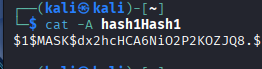 ┌──(kali㉿kali)-[~]
└─$ cat -A hash1Hash1
$1$MASK$dx2hcHCA6NiO2P2KOZJQ8.$